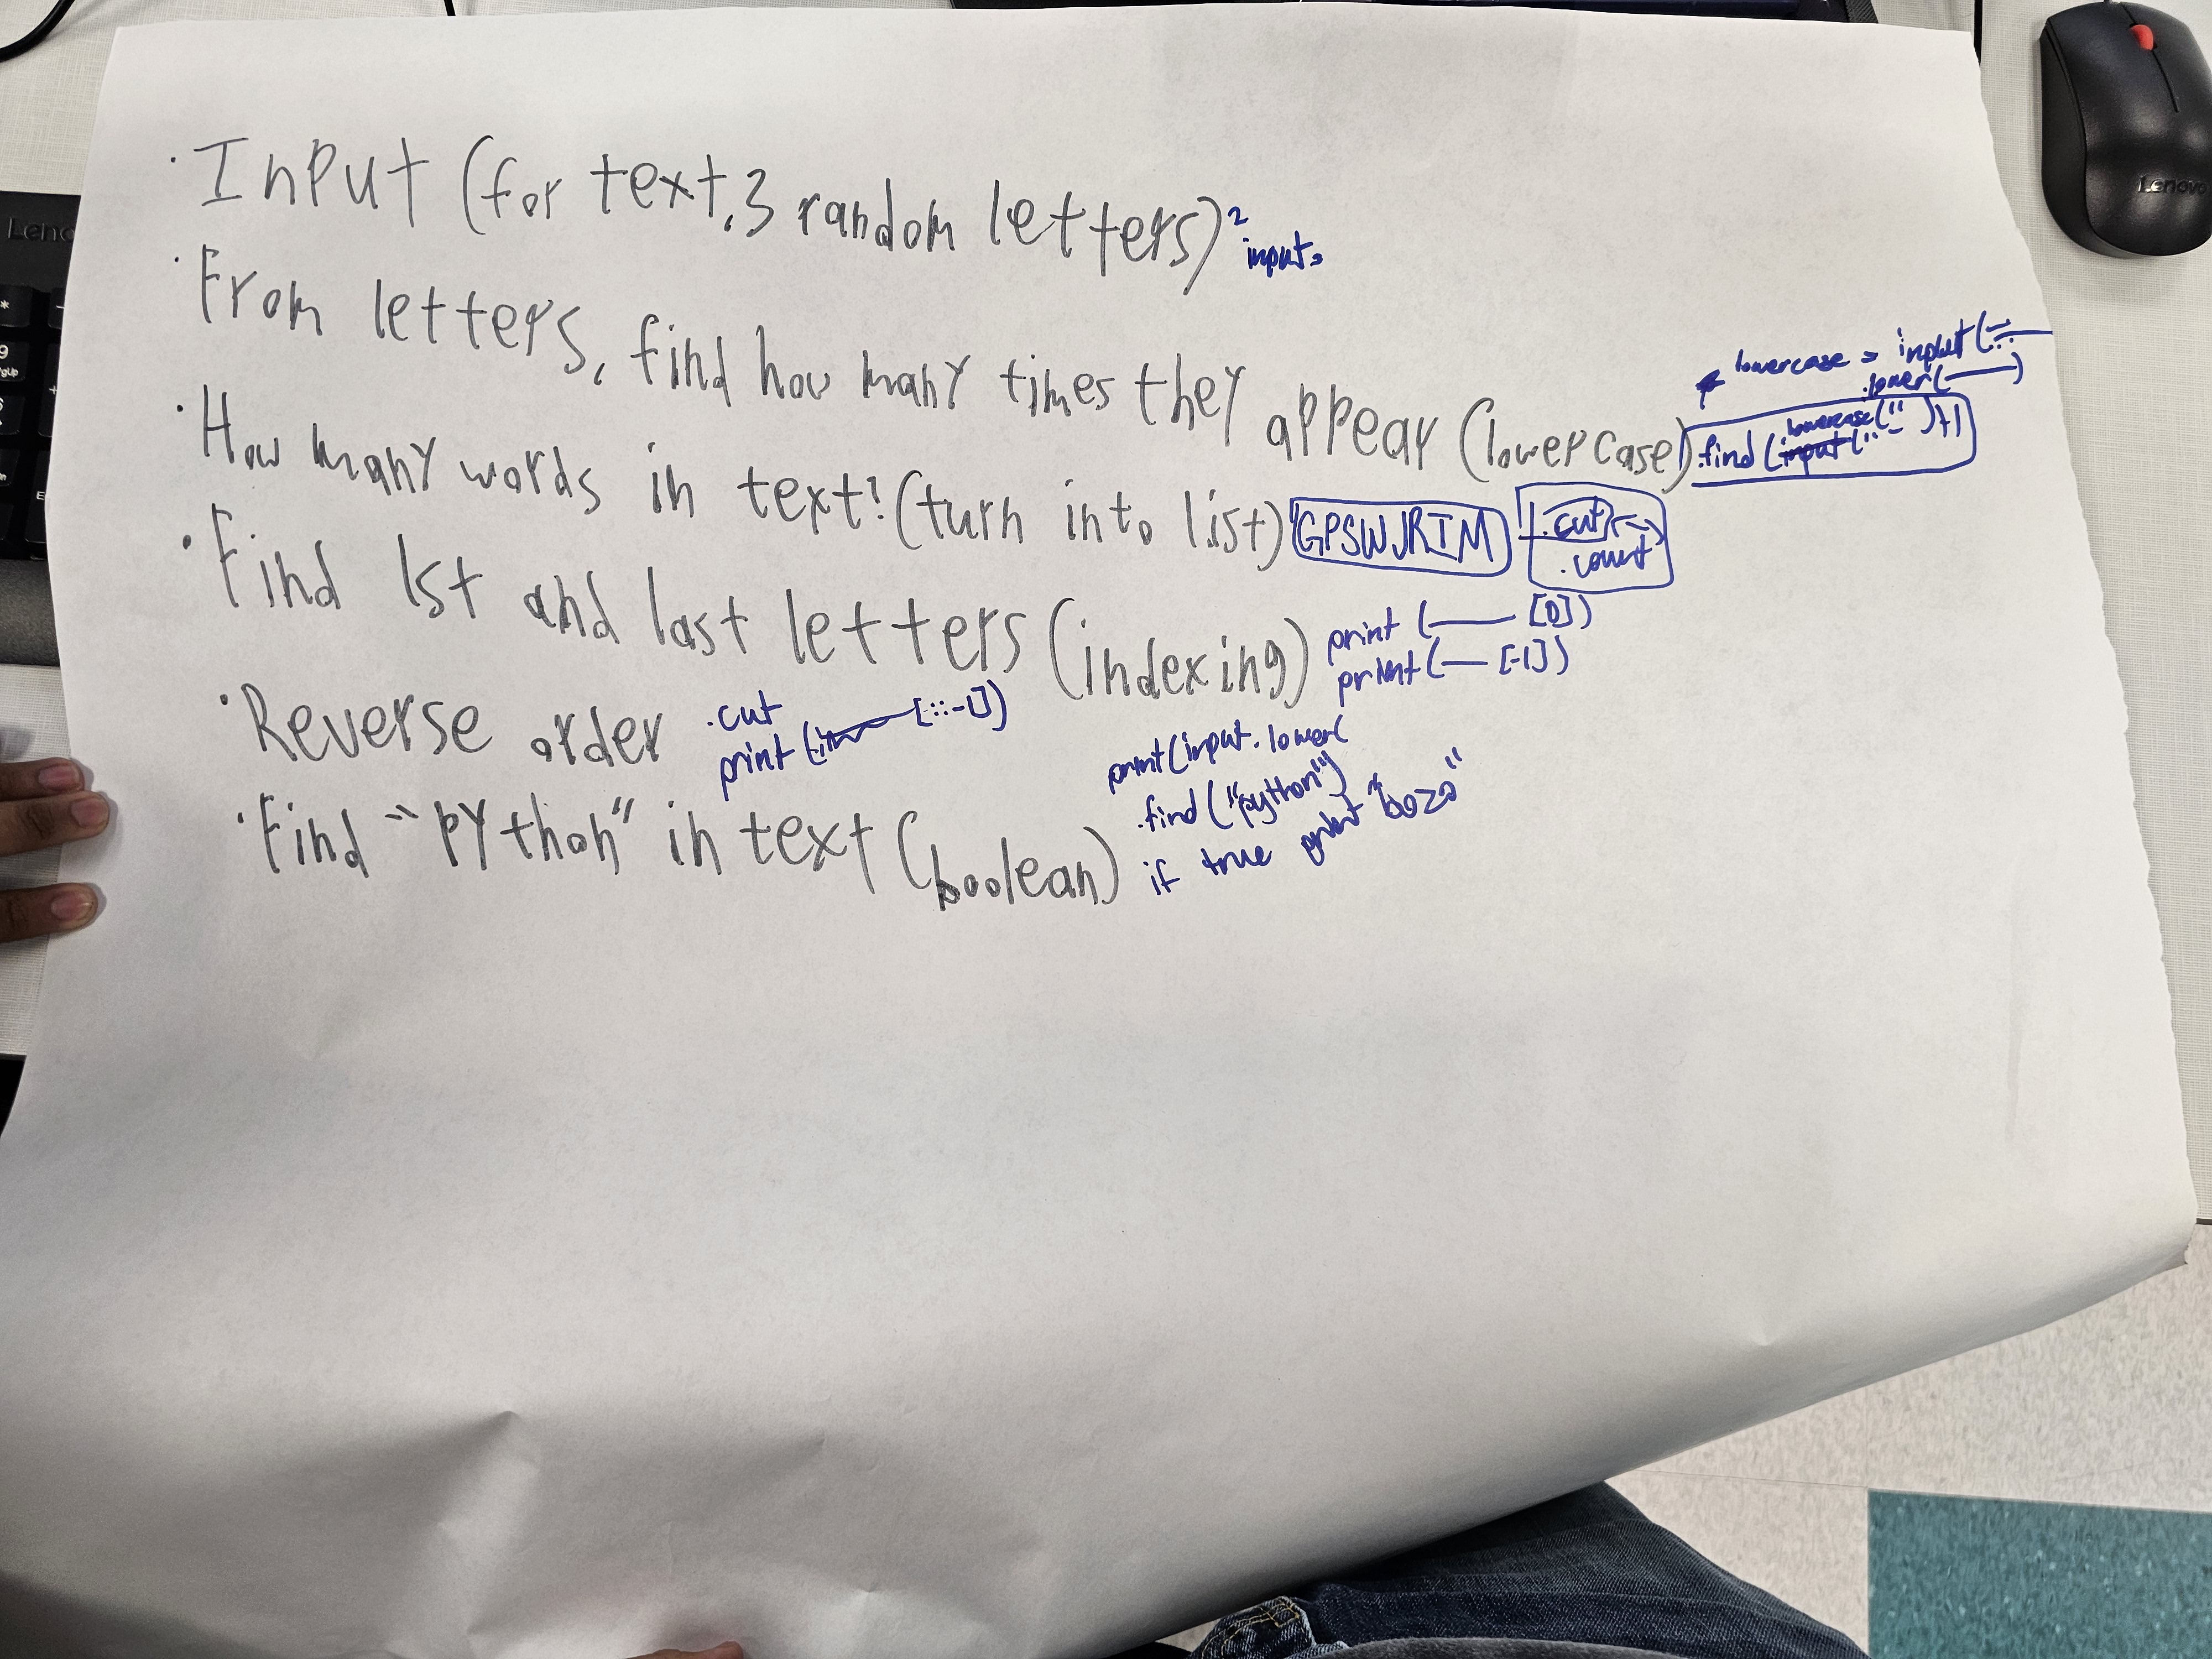 · Input (for text, 3 random letters) 2 inputs
· From letters, find how many times they appear (lowercase)
lowercase = input(
.lower( )
.find (input(" lowercase(" ) +1
· How many words in text? (turn into list) GPSWJRTM .cut
.count
· Find 1st and last letters (indexing) print ( [0])
print ( [-1])
· Reverse order .cut
print ( [::-1])
· Find "python" in text (boolean) print(input.lower(
.find("python")
if true print "bozo"
Lenovo
Leno